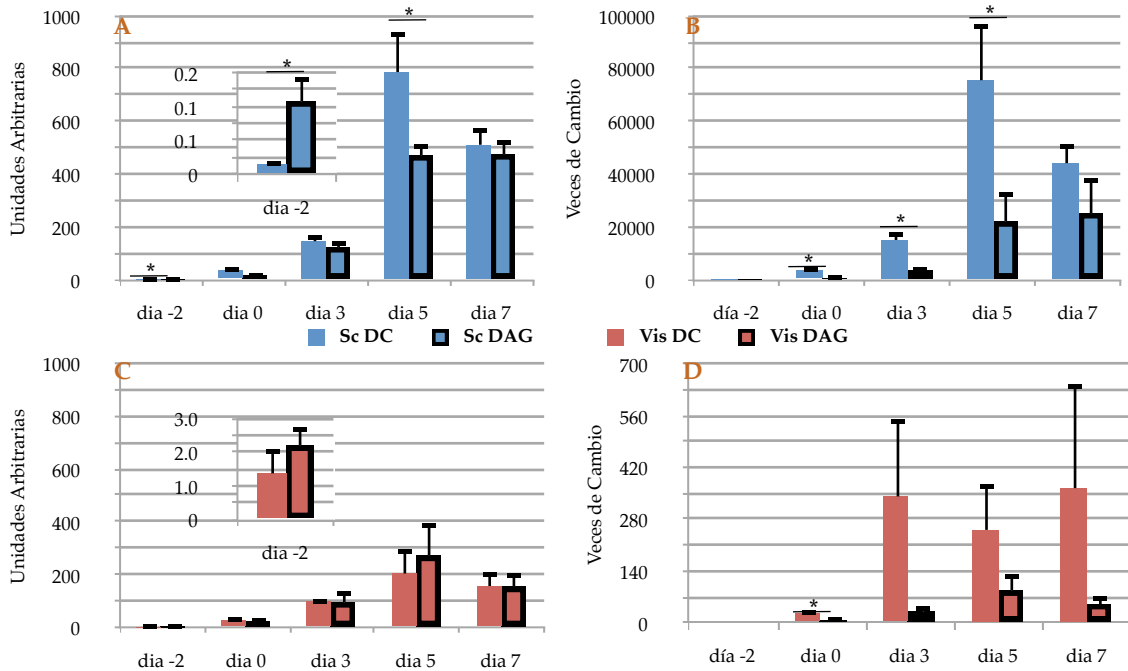 A
Unidades Arbitrarias
1000
800
600
400
200
0
*
*
0.2
0.1
0.1
0
*
dia -2
dia -2
dia 0
dia 3
dia 5
dia 7
B
Veces de Cambio
100000
80000
60000
40000
20000
0
*
*
*
día -2
dia 0
dia 3
dia 5
dia 7
Sc DC Sc DAG Vis DC Vis DAG
C
Unidades Arbitrarias
1000
800
600
400
200
0
3.0
2.0
1.0
0
dia -2
dia -2
dia 0
dia 3
dia 5
dia 7
D
Veces de Cambio
700
560
420
280
140
0
*
día -2
dia 0
dia 3
dia 5
dia 7